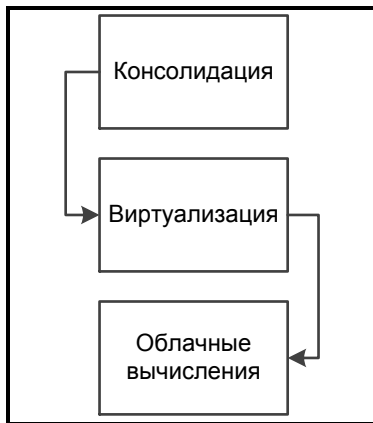 Консолидация
Виртуализация
Облачные
вычисления